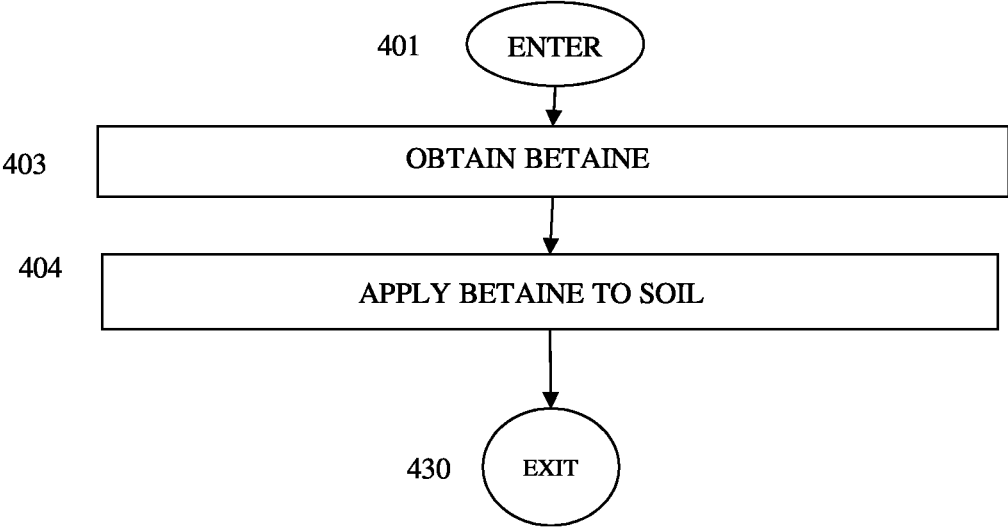 401
ENTER
403
OBTAIN BETAINE
404
APPLY BETAINE TO SOIL
430
EXIT